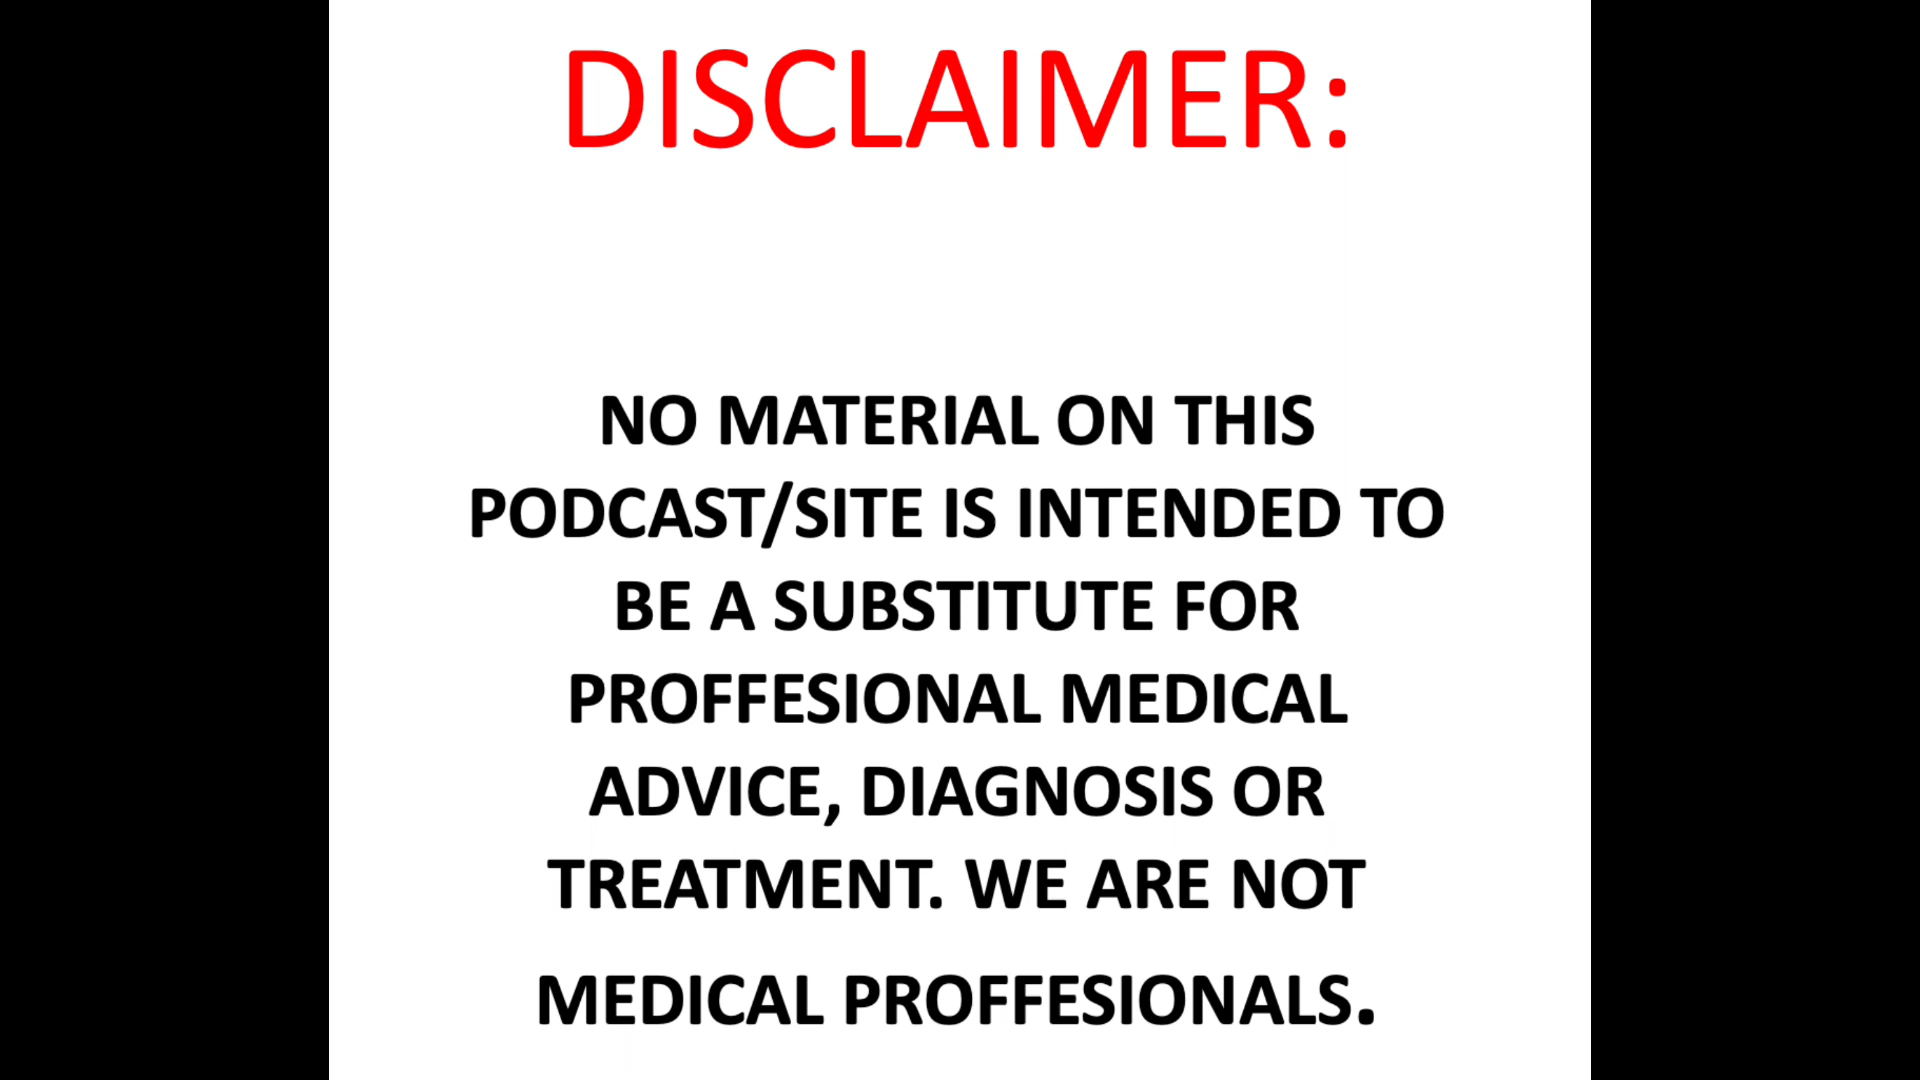 DISCLAIMER:
NO MATERIAL ON THIS
PODCAST/SITE IS INTENDED TO
BE A SUBSTITUTE FOR
PROFFESIONAL MEDICAL
ADVICE, DIAGNOSIS OR
TREATMENT. WE ARE NOT
MEDICAL PROFFESIONALS.